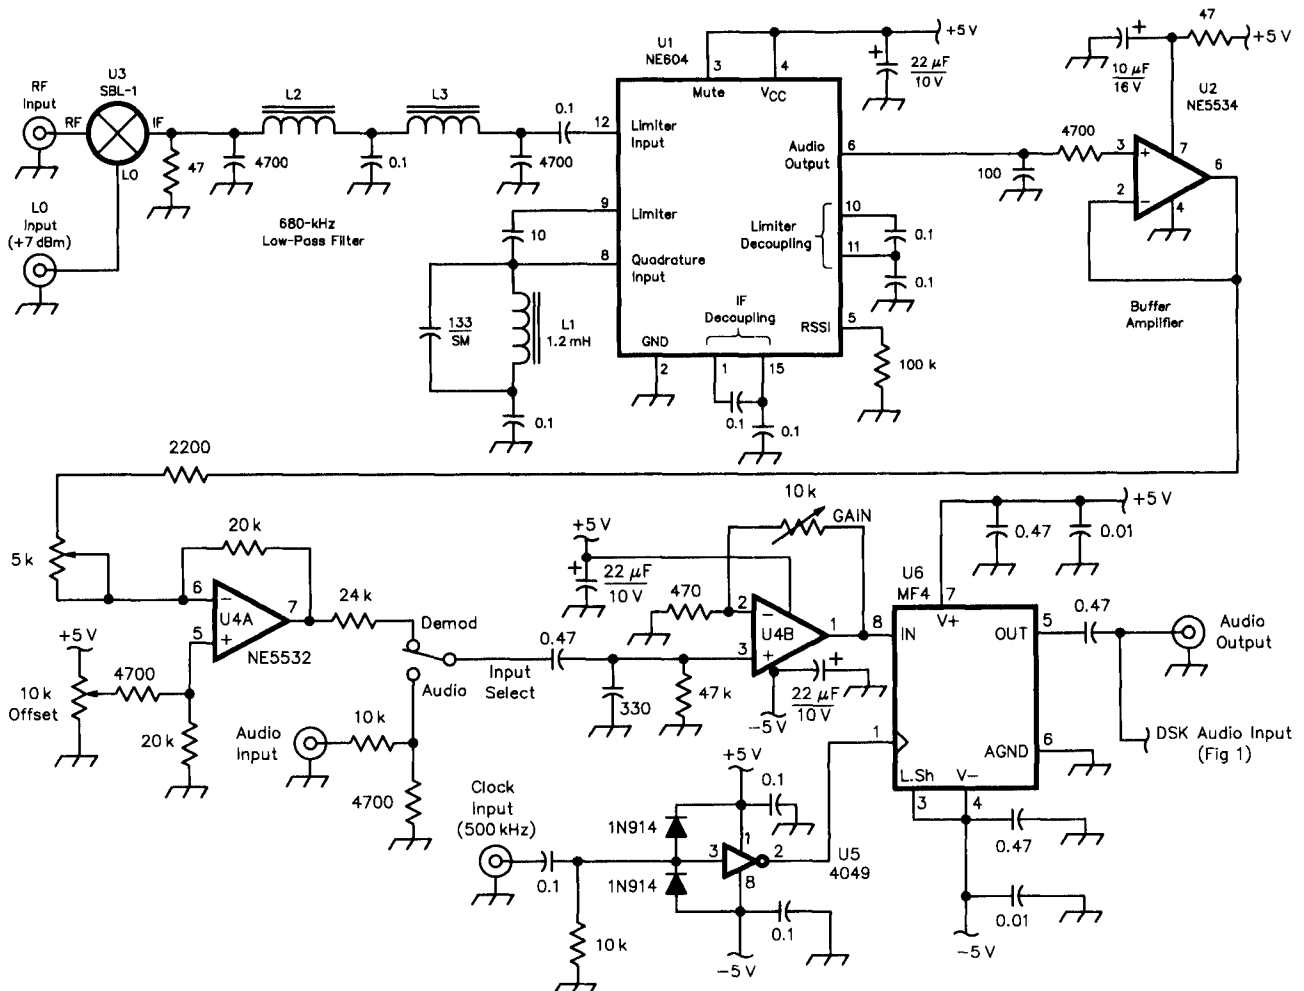 RF
Input
U3
SBL-1
RF
IF
LO
47
4700
L2
0.1
L3
4700
0.1
680-kHz
Low-Pass Filter
LO
Input
(+7 dBm)
U1
NE604
3
Mute
4
VCC
+5 V
+
22 µF
10 V
12
Limiter
Input
9
Limiter
8
Quadrature
Input
10
133
SM
L1
1.2 mH
0.1
GND
2
IF
Decoupling
1
15
0.1
0.1
Audio
Output
6
Limiter
Decoupling
10
11
0.1
0.1
RSSI
5
100 k
100
4700
+
10 µF
16 V
47
+5 V
U2
NE5534
3
+
2
−
7
4
6
Buffer
Amplifier
2200
5k
20 k
6
−
U4A
5
+
7
NE5532
24 k
+5 V
10 k
Offset
4700
20 k
Demod
Audio
Input
Select
Audio
Input
10 k
4700
0.47
330
47 k
+5 V
+
22 µF
10 V
470
10 k
GAIN
2
−
U4B
3
+
1
−5 V
+
22 µF
10 V
8
IN
U6
MF4
7
V+
+5 V
0.47
0.01
OUT
5
0.47
Audio
Output
DSK Audio Input
(Fig 1)
1
AGND
6
L.Sh
V−
3
4
0.47
0.01
−5 V
Clock
Input
(500 kHz)
0.1
10 k
1N914
1N914
+5 V
0.1
1
3
2
8
U5
4049
0.1
−5 V